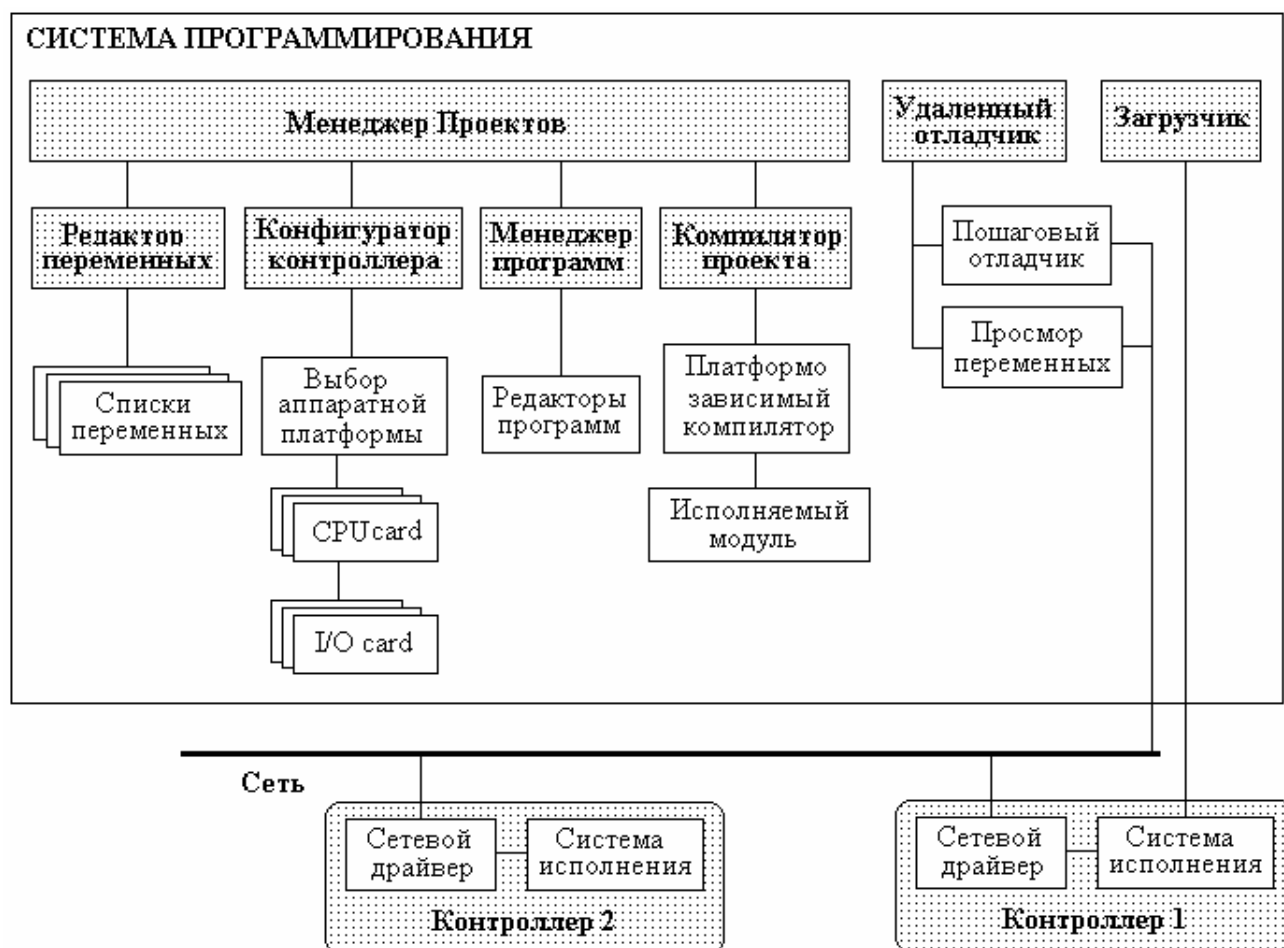 СИСТЕМА ПРОГРАММИРОВАНИЯ
Менеджер Проектов
Удаленный
отладчик
Загрузчик
Редактор
переменных
Конфигуратор
контроллера
Менеджер
программ
Компилятор
проекта
Пошаговый
отладчик
Просмор
переменных
Списки
переменных
Выбор
аппаратной
платформы
Редакторы
программ
Платформо
зависимый
компилятор
CPU card
Исполняемый
модуль
I/O card
Сеть
Сетевой
драйвер
Система
исполнения
Контроллер 2
Сетевой
драйвер
Система
исполнения
Контроллер 1